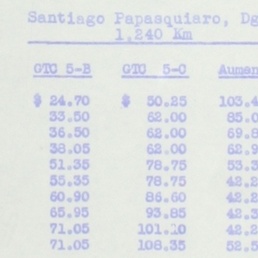 Santiago Papasquiaro, Dg
1,240 Km
GTC 5-B GTC 5-C Aumen
$ 24.70 $ 50.25 103.4
33.50 62.00 85.0
36.50 62.00 69.8
38.05 62.00 62.9
51.35 78.75 53.3
55.35 78.75 42.2
60.90 86.60 42.2
65.95 93.85 42.3
71.05 101.10 42.2
71.05 108.35 52.5